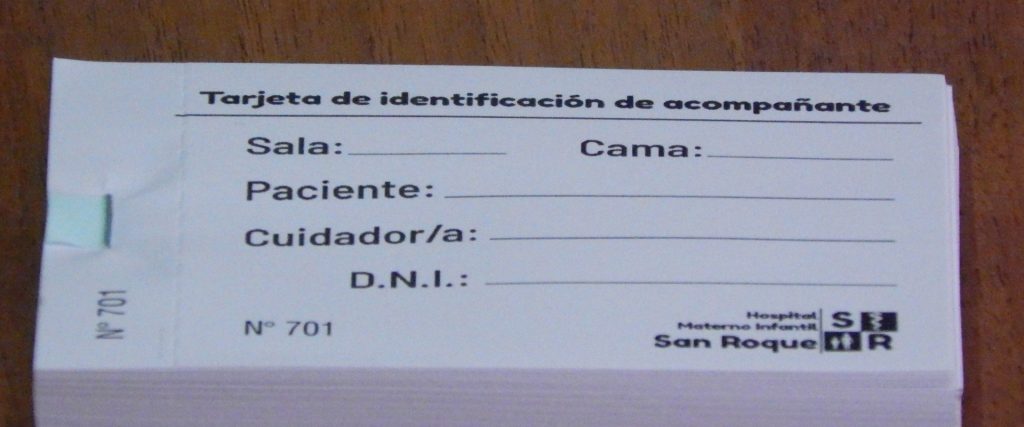 Tarjeta de identificación de acompañante
Sala: Cama:
Paciente:
Cuidador/a:
D.N.I.:
Nº 701
Nº 701
Hospital
Materno Infantil
San Roque
S
R